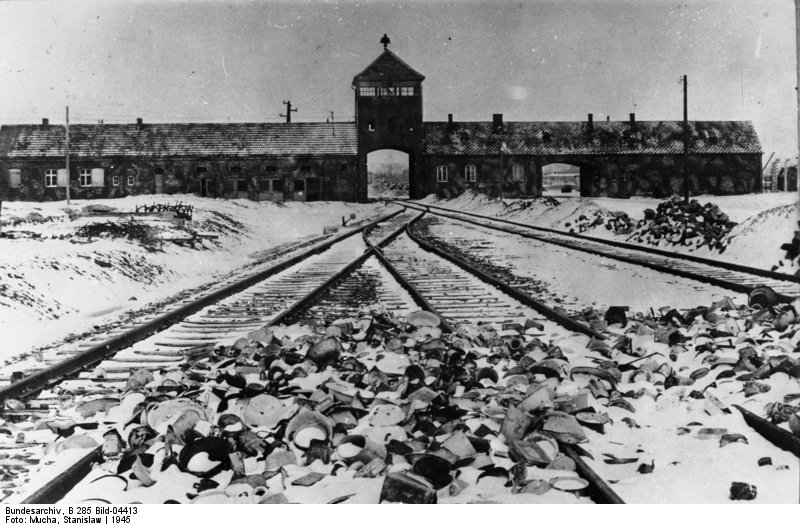 Bundesarchiv, B 285 Bild-04413
Foto: Mucha, Stanislaw | 1945